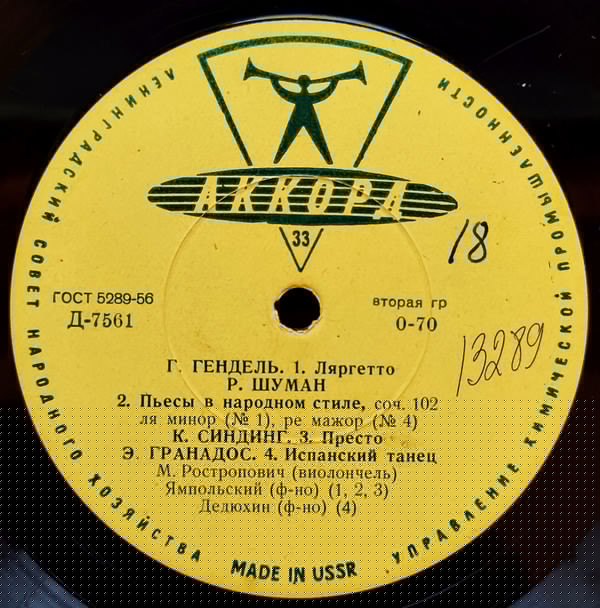 ЛЕНИНГРАДСКИЙ СОВЕТ НАРОДНОГО ХОЗЯЙСТВА
УПРАВЛЕНИЕ ХИМИЧЕСКОЙ ПРОМЫШЛЕННОСТИ
АККОРД
33
18
ГОСТ 5289-56
Д-7561
вторая гр
0-70
13289
Г. ГЕНДЕЛЬ. 1. Ляргетто
Р. ШУМАН
2. Пьесы в народном стиле, соч. 102
ля минор (№ 1), ре мажор (№ 4)
К. СИНДИНГ. 3. Престо
Э. ГРАНАДОС. 4. Испанский танец
М. Ростропович (виолончель)
Ямпольский (ф-но) (1, 2, 3)
Дедюхин (ф-но) (4)
MADE IN USSR